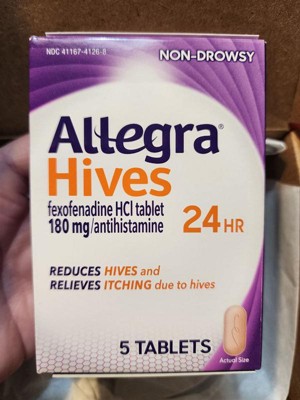 NDC 41167-4126-8
NON-DROWSY
Allegra®
Hives
fexofenadine HCl tablet
180 mg/antihistamine
24 HR
REDUCES HIVES and
RELIEVES ITCHING due to hives
5 TABLETS
Actual Size